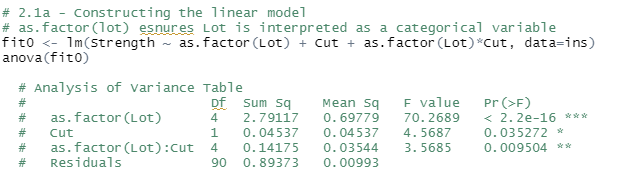 # 2.1a - Constructing the linear model
# as.factor(lot) esnures Lot is interpreted as a categorical variable
fit0 <- lm(Strength ~ as.factor(Lot) + Cut + as.factor(Lot)*Cut, data=ins)
anova(fit0)
# Analysis of Variance Table
# Df Sum Sq Mean Sq F value Pr(>F)
# as.factor(Lot) 4 2.79117 0.69779 70.2689 < 2.2e-16 ***
# Cut 1 0.04537 0.04537 4.5687 0.035272 *
# as.factor(Lot):Cut 4 0.14175 0.03544 3.5685 0.009504 **
# Residuals 90 0.89373 0.00993